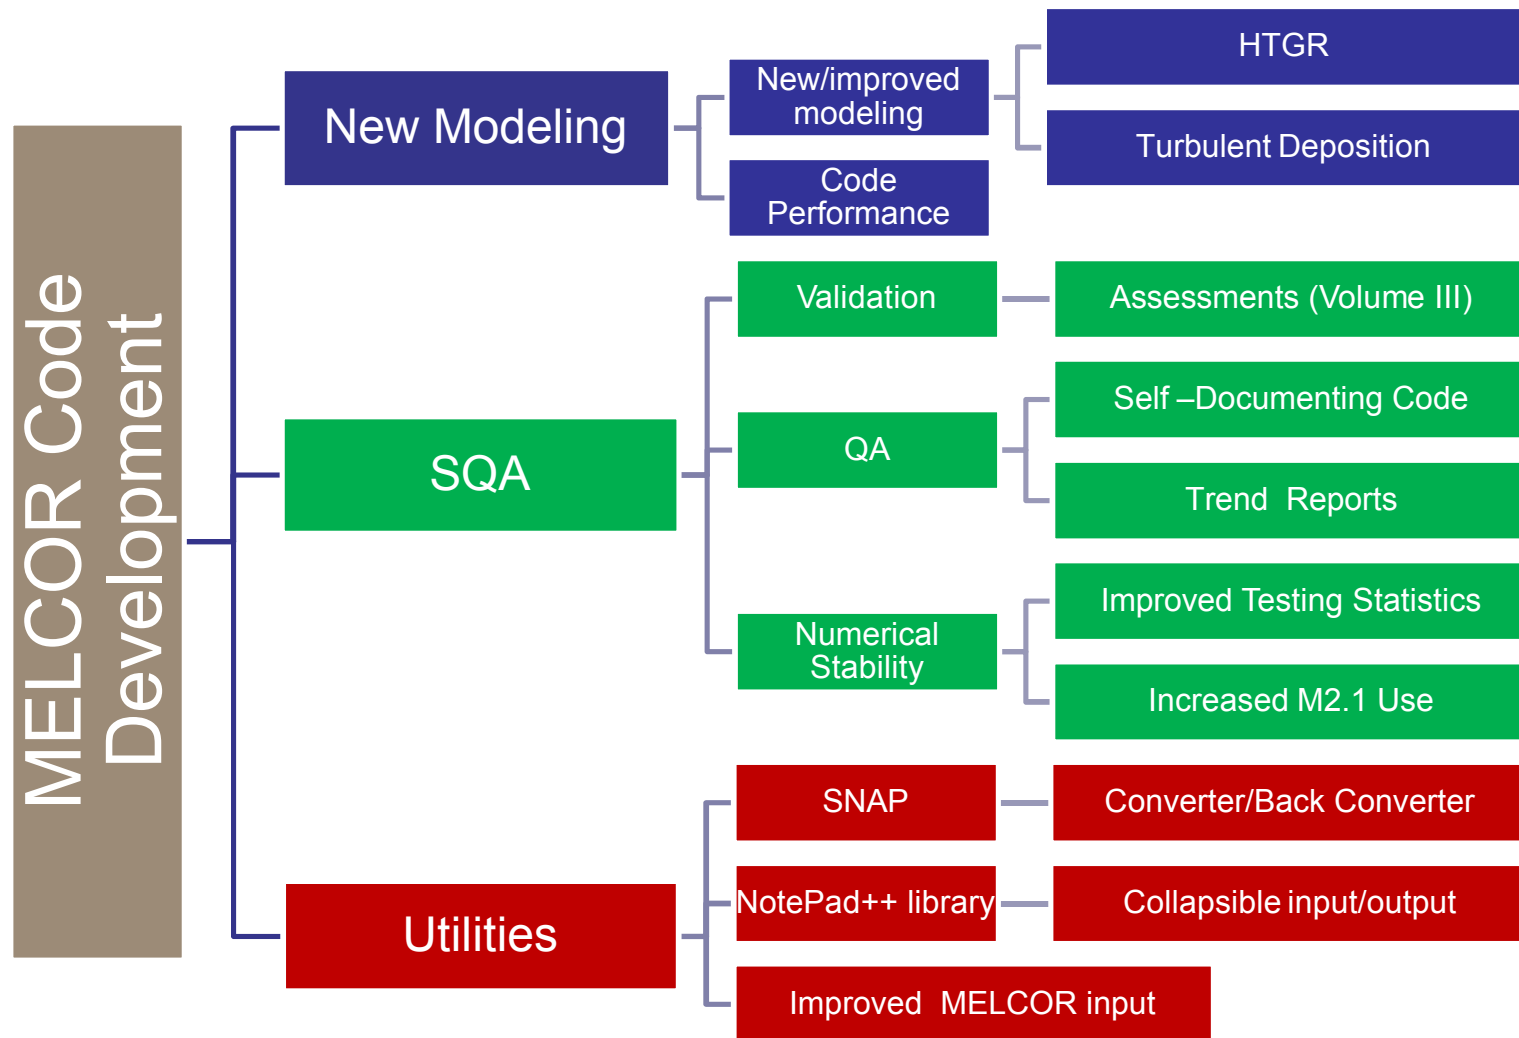 MELCOR Code
Development
New Modeling
New/improved
modeling
HTGR
Turbulent Deposition
Code
Performance
SQA
Validation
Assessments (Volume III)
QA
Self –Documenting Code
Trend Reports
Numerical
Stability
Improved Testing Statistics
Increased M2.1 Use
Utilities
SNAP
Converter/Back Converter
NotePad++ library
Collapsible input/output
Improved MELCOR input